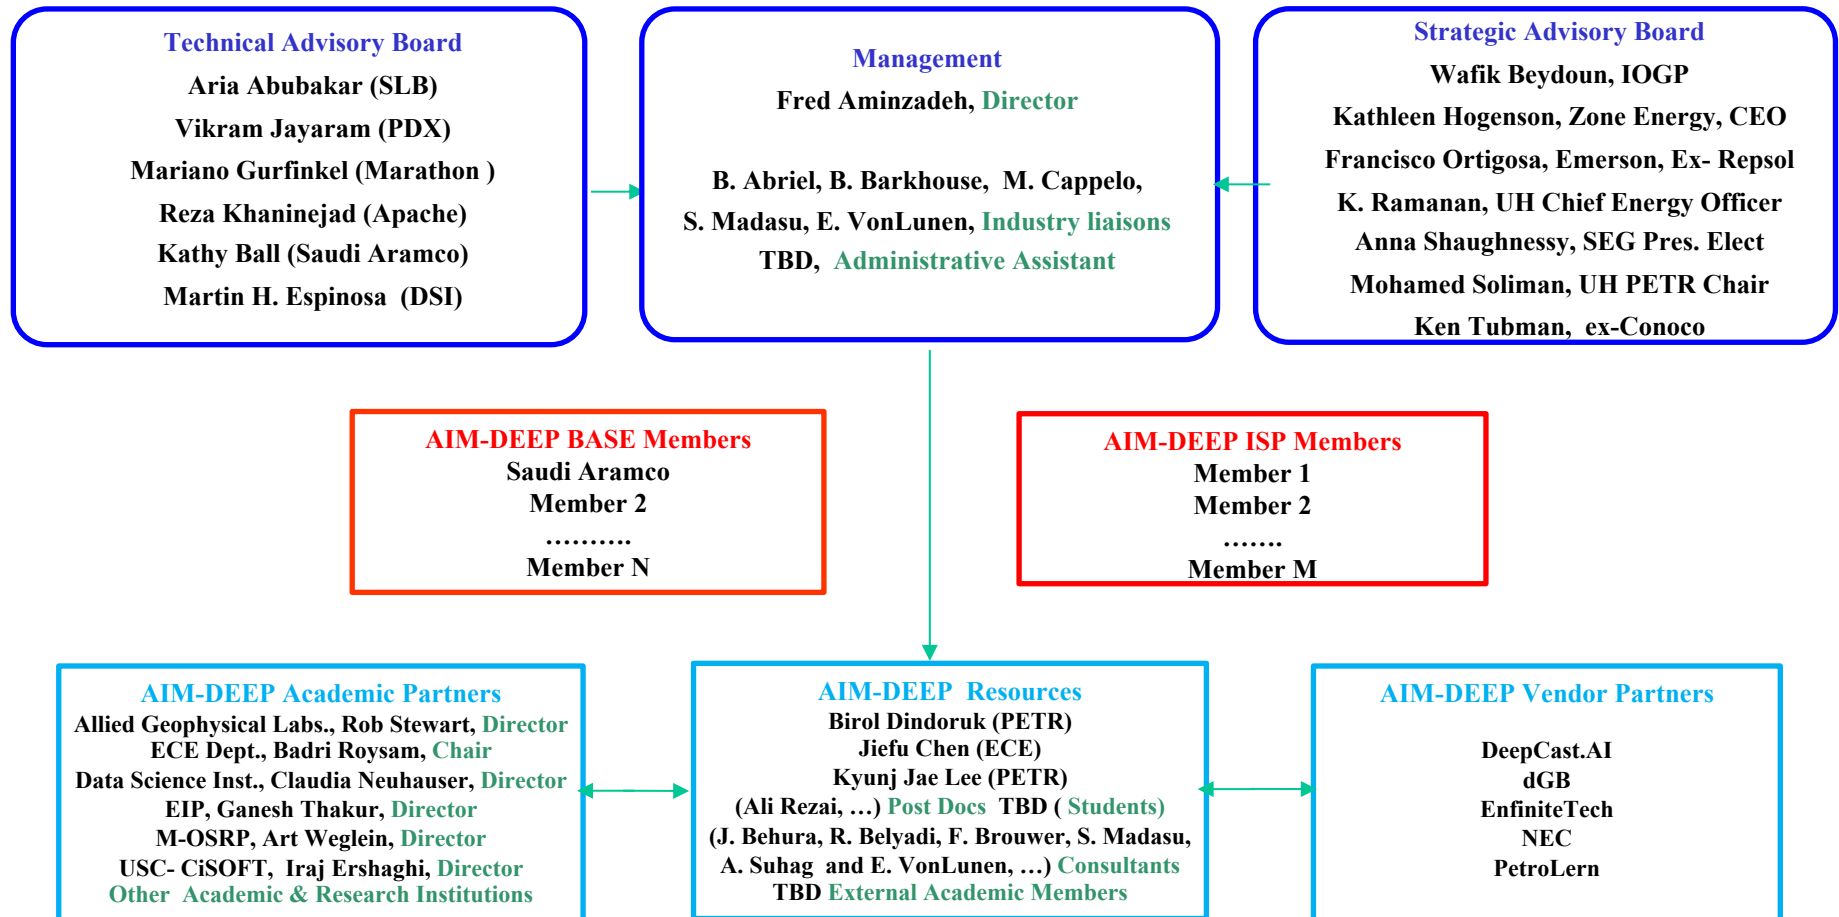 Technical Advisory Board
Aria Abubakar (SLB)
Vikram Jayaram (PDX)
Mariano Gurfinkel (Marathon )
Reza Khaninejad (Apache)
Kathy Ball (Saudi Aramco)
Martin H. Espinosa (DSI)
Management
Fred Aminzadeh, Director
B. Abriel, B. Barkhouse, M. Cappelo,
S. Madasu, E. VonLunen, Industry liaisons
TBD, Administrative Assistant
Strategic Advisory Board
Wafik Beydoun, IOGP
Kathleen Hogenson, Zone Energy, CEO
Francisco Ortigosa, Emerson, Ex- Repsol
K. Ramanan, UH Chief Energy Officer
Anna Shaughnessy, SEG Pres. Elect
Mohamed Soliman, UH PETR Chair
Ken Tubman, ex-Conoco
AIM-DEEP BASE Members
Saudi Aramco
Member 2
……….
Member N
AIM-DEEP ISP Members
Member 1
Member 2
…….
Member M
AIM-DEEP Academic Partners
Allied Geophysical Labs., Rob Stewart, Director
ECE Dept., Badri Roysam, Chair
Data Science Inst., Claudia Neuhauser, Director
EIP, Ganesh Thakur, Director
M-OSRP, Art Weglein, Director
USC- CiSOFT, Iraj Ershaghi, Director
Other Academic & Research Institutions
AIM-DEEP Resources
Birol Dindoruk (PETR)
Jiefu Chen (ECE)
Kyunj Jae Lee (PETR)
(Ali Rezai, …) Post Docs TBD ( Students)
(J. Behura, R. Belyadi, F. Brouwer, S. Madasu,
A. Suhag and E. VonLunen, …) Consultants
TBD External Academic Members
AIM-DEEP Vendor Partners
DeepCast.AI
dGB
EnfiniteTech
NEC
PetroLern